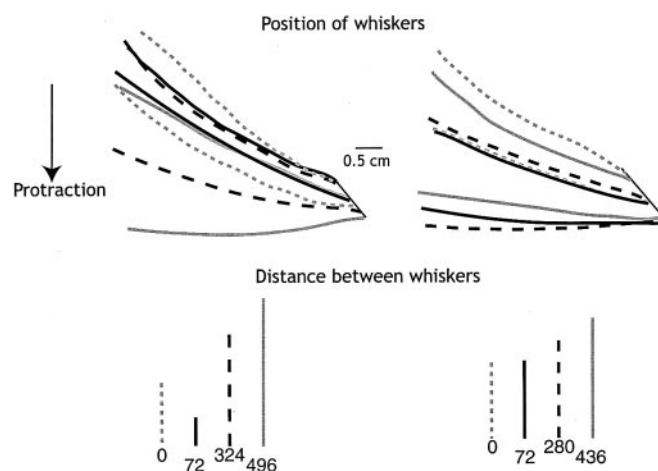 Position of whiskers
0.5 cm
Protraction
Distance between whiskers
0 72 324 496
0 72 280 436